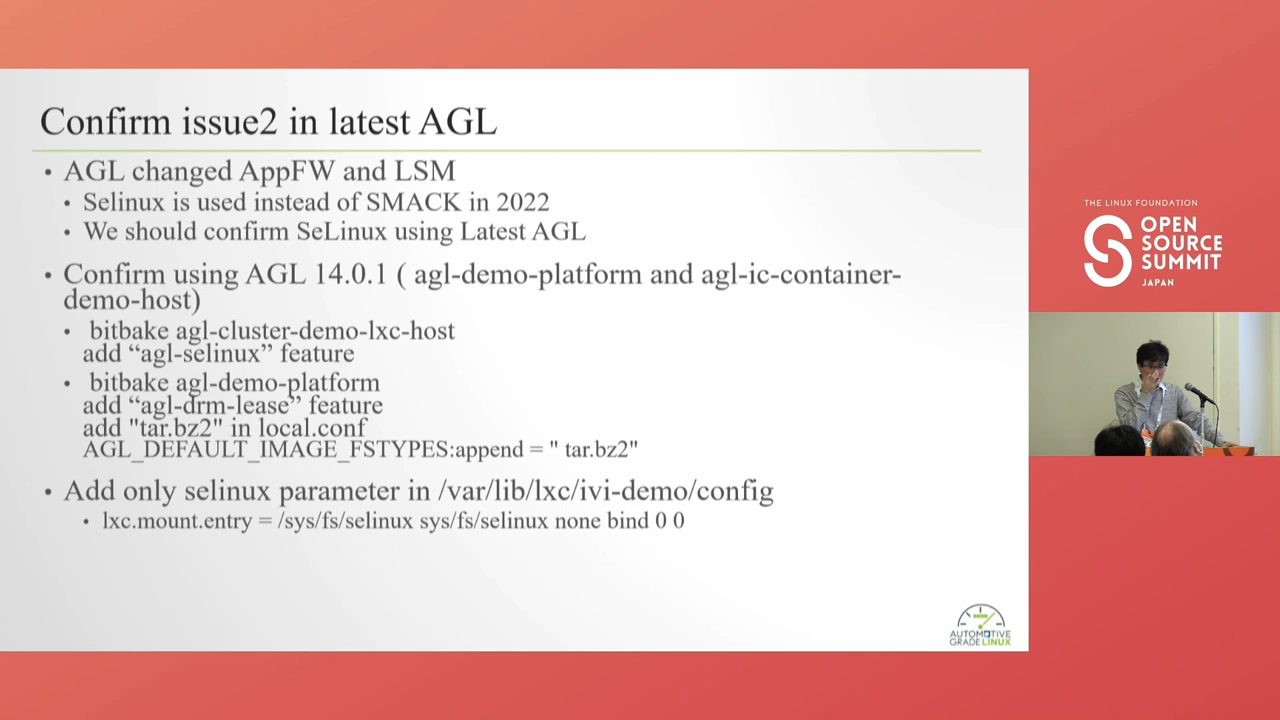 Confirm issue2 in latest AGL
• AGL changed AppFW and LSM
• Selinux is used instead of SMACK in 2022
• We should confirm SeLinux using Latest AGL
• Confirm using AGL 14.0.1 ( agl-demo-platform and agl-ic-container-
demo-host)
• bitbake agl-cluster-demo-lxc-host
add “agl-selinux” feature
• bitbake agl-demo-platform
add “agl-drm-lease” feature
add "tar.bz2" in local.conf
AGL_DEFAULT_IMAGE_FSTYPES:append = " tar.bz2"
• Add only selinux parameter in /var/lib/lxc/ivi-demo/config
• lxc.mount.entry = /sys/fs/selinux sys/fs/selinux none bind 0 0
AUTOMOTIVE
GRADE LINUX
THE LINUX FOUNDATION
OPEN
SOURCE
SUMMIT
JAPAN